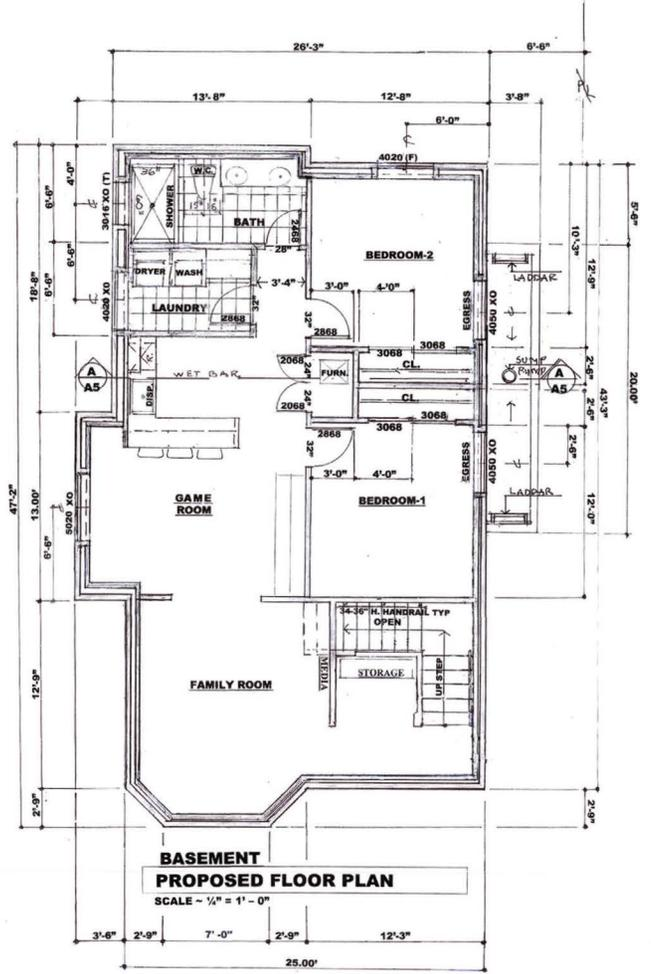 26'-3"
6'-6"
13'-8"
12'-8"
3'-8"
6'-0"
4020 (F)
36"
W.C.
60"
SHOWER
15" 15"
BATH
2468
28"
3016 XO (T)
4'-0"
6'-6"
6'-6"
6'-6"
18'-8"
47'-2"
4020 XO
DRYER
WASH
LAUNDRY
2868
32"
3'-4"
BEDROOM-2
3'-0"
4'-0"
32"
2868
3068
3068
EGRESS
4050 XO
LADDAR
10'-3"
12'-9"
5'-6"
A
A5
WET BAR
DISP.
2068
24"
FURN.
24"
2068
CL.
CL.
3068
3068
SUMP
PUMP
A
A5
2'-6"
2'-6"
43'-3"
20.00'
2868
32"
3'-0"
4'-0"
EGRESS
4050 XO
2'-6"
LADDAR
BEDROOM-1
12'-0"
GAME
ROOM
5020 XO
13.00'
6'-6"
34-36" H. HANDRAIL TYP
OPEN
MEDIA
STORAGE
UP STEP
FAMILY ROOM
12'-9"
2'-9"
2'-9"
BASEMENT
PROPOSED FLOOR PLAN
SCALE ~ ¼" = 1' – 0"
3'-6"
2'-9"
7' -0"
2'-9"
12'-3"
25.00'